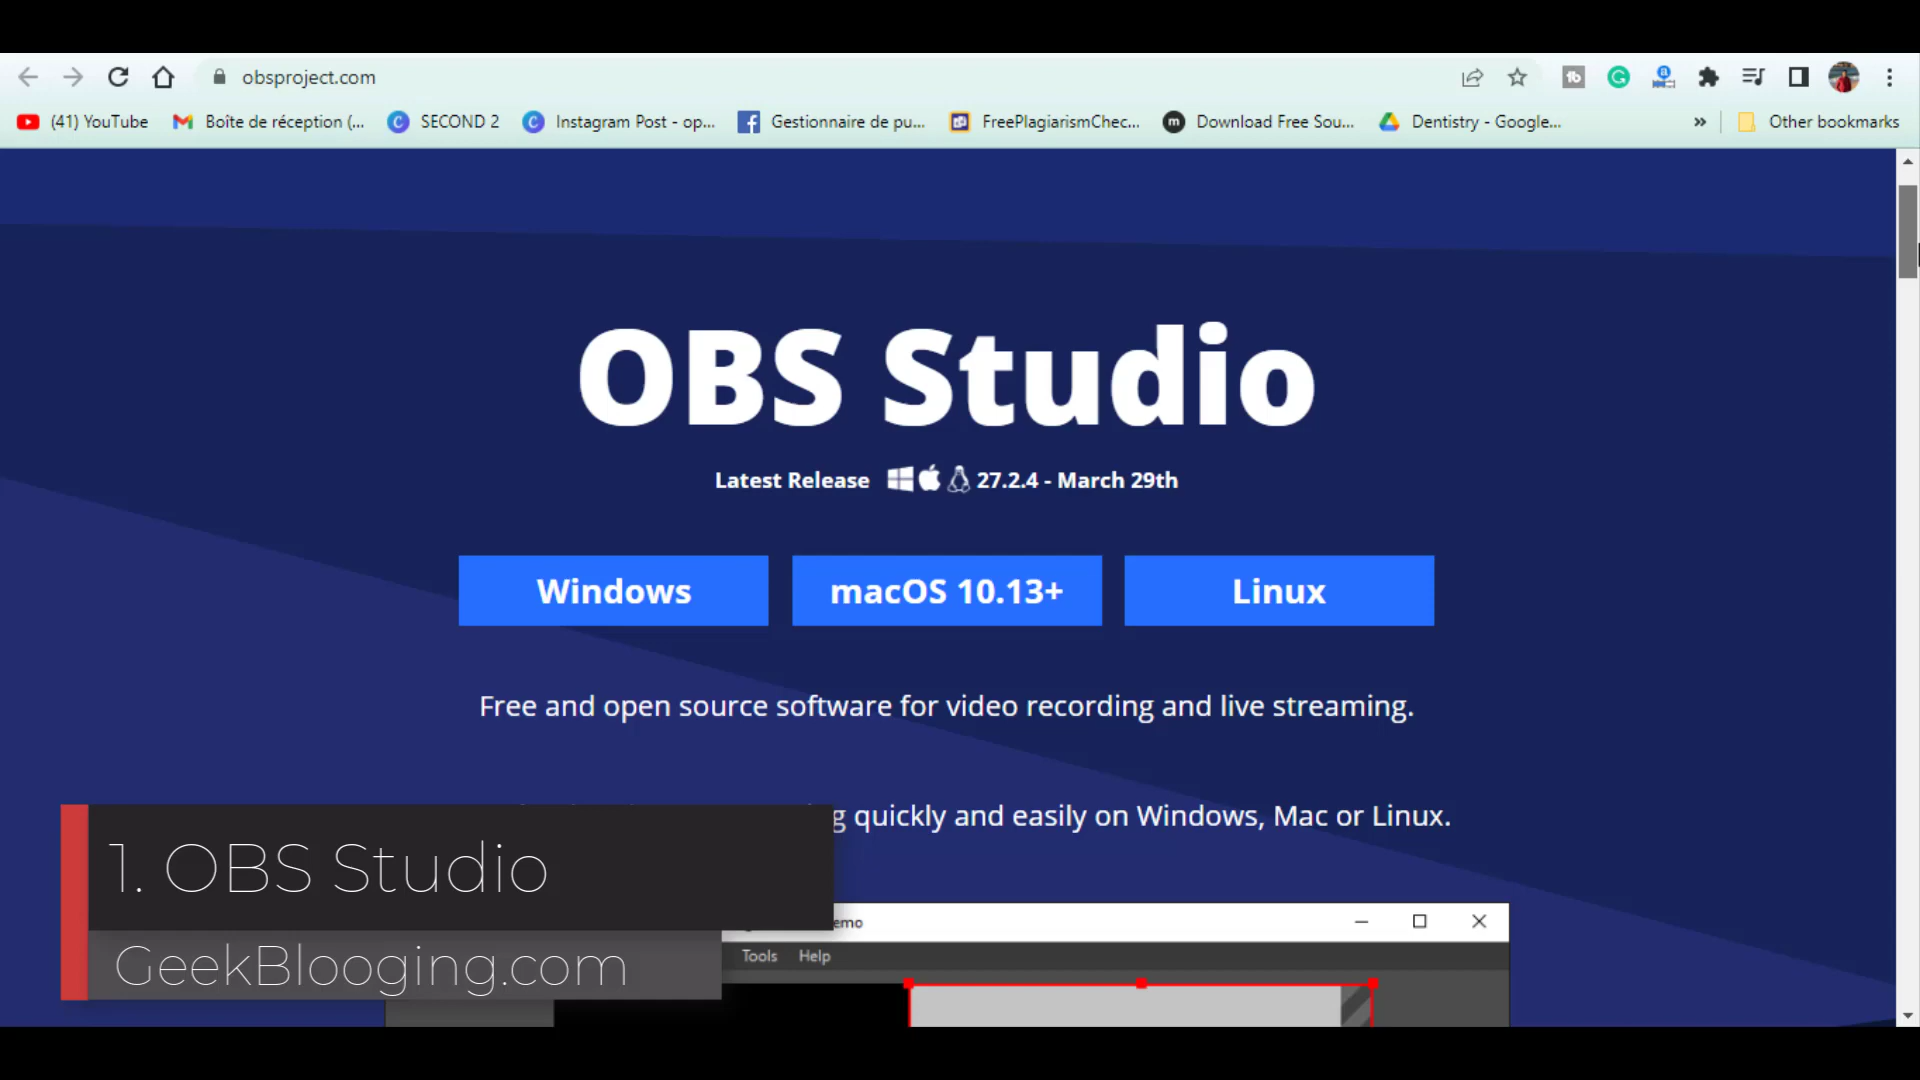 obsproject.com
(41) YouTube
Boîte de réception (...
SECOND 2
Instagram Post - op...
Gestionnaire de pu...
FreePlagiarismChec...
Download Free Sou...
Dentistry - Google...
Other bookmarks
OBS Studio
Latest Release 27.2.4 - March 29th
Windows
macOS 10.13+
Linux
Free and open source software for video recording and live streaming.
quickly and easily on Windows, Mac or Linux.
1. OBS Studio
GeekBlooging.com
Tools Help